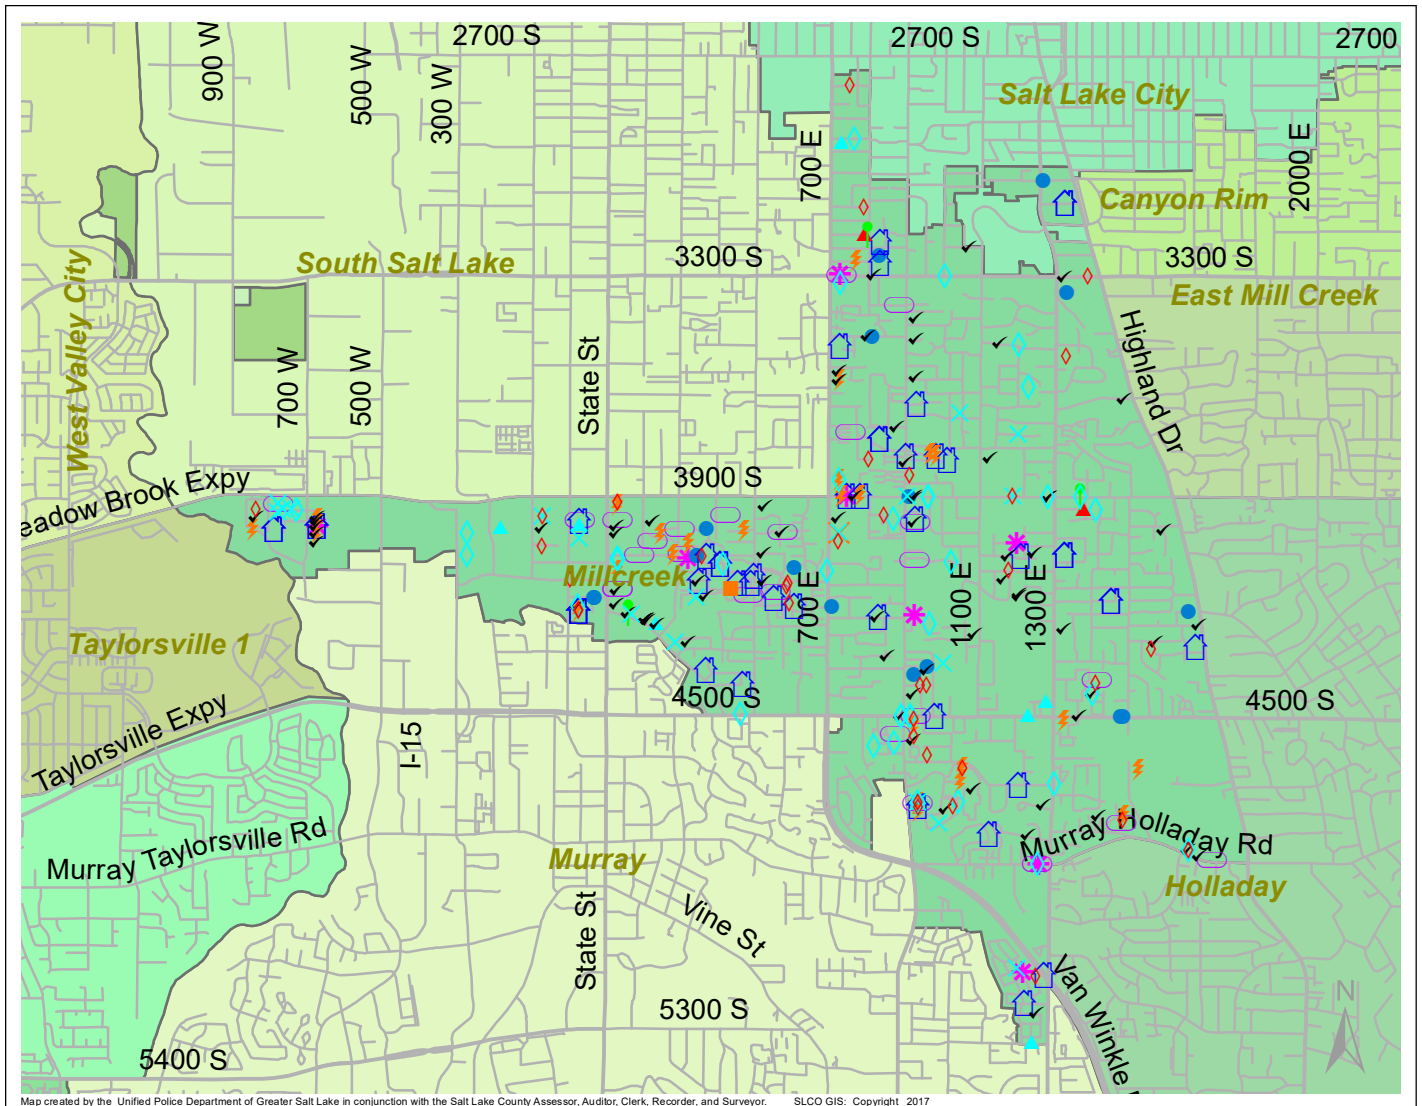 2700 S
2700 S
2700
900 W
500 W
300 W
Salt Lake City
700 E
2000 E
Canyon Rim
3300 S
3300 S
South Salt Lake
West Valley City
East Mill Creek
Highland Dr
State St
700 W
500 W
3900 S
eadow Brook Expy
Millcreek
700 E
1100 E
1300 E
Taylorsville 1
4500 S
4500 S
Taylorsville Expy
I-15
Murray Taylorsville Rd
Murray
Murray Holladay Rd
Holladay
State St
Vine St
Van Winkle
N
5300 S
5400 S
Map created by the Unified Police Department of Greater Salt Lake in conjunction with the Salt Lake County Assessor, Auditor, Clerk, Recorder, and Surveyor. SLCO GIS: Copyright 2017